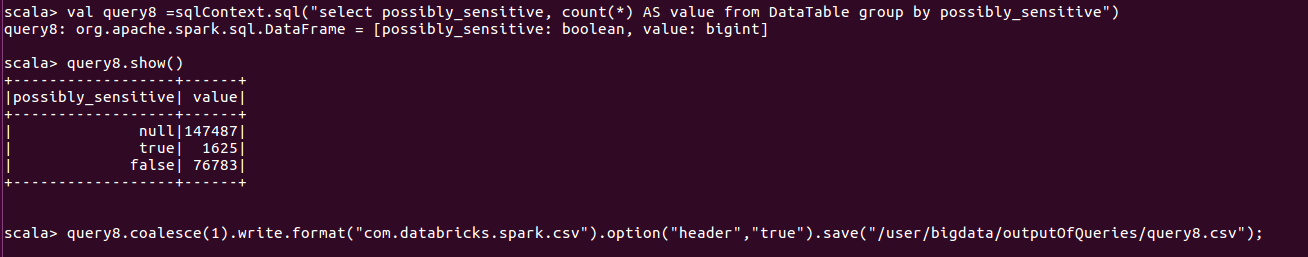 scala> val query8 =sqlContext.sql("select possibly_sensitive, count(*) AS value from DataTable group by possibly_sensitive")
query8: org.apache.spark.sql.DataFrame = [possibly_sensitive: boolean, value: bigint]
scala> query8.show()
+------------------+------+
|possibly_sensitive| value|
+------------------+------+
|              null|147487|
|              true|  1625|
|             false| 76783|
+------------------+------+
scala> query8.coalesce(1).write.format("com.databricks.spark.csv").option("header","true").save("/user/bigdata/outputOfQueries/query8.csv");